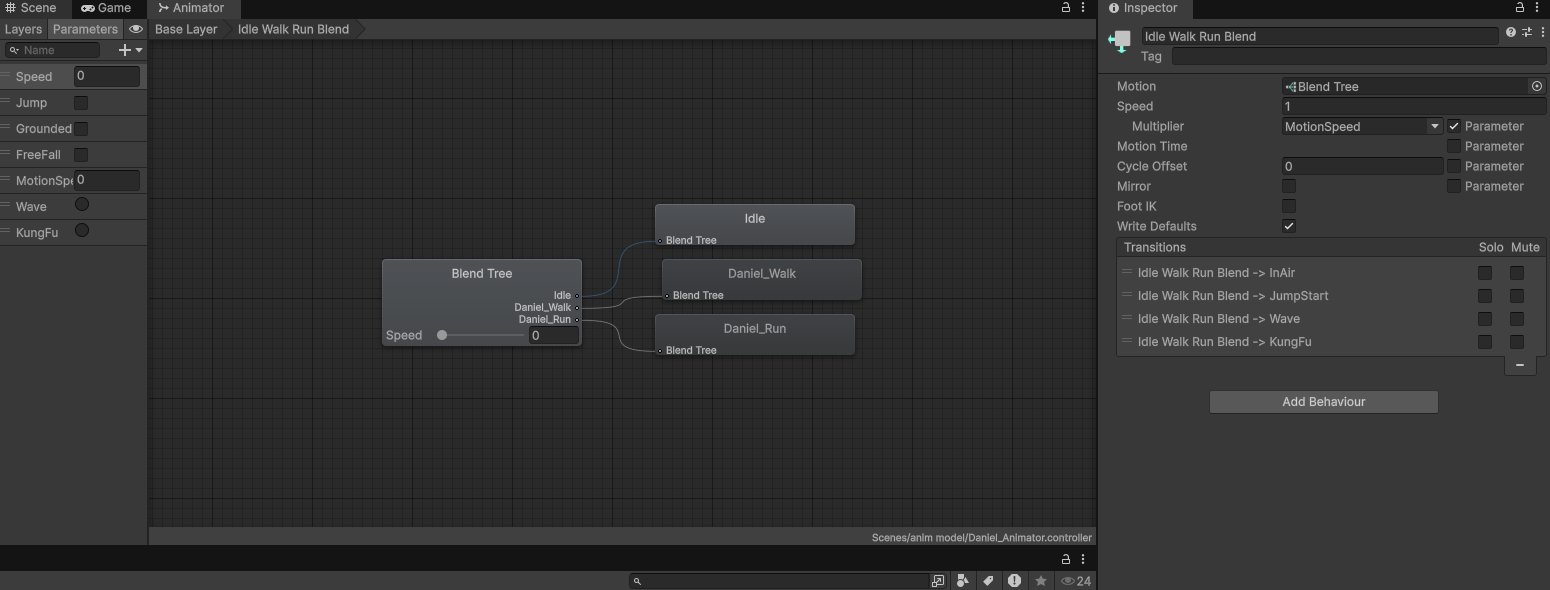 Scene Game Animator
Layers Parameters Base Layer Idle Walk Run Blend
Name
Speed 0
Jump
Grounded
FreeFall
MotionSpe 0
Wave
KungFu
Idle
Blend Tree
Blend Tree
Idle
Daniel_Walk
Daniel_Run
Speed 0
Daniel_Walk
Blend Tree
Daniel_Run
Blend Tree
Scenes/anim model/Daniel_Animator.controller
24
Inspector
Idle Walk Run Blend
Tag
Motion Blend Tree
Speed 1
Multiplier MotionSpeed Parameter
Motion Time Parameter
Cycle Offset 0 Parameter
Mirror Parameter
Foot IK
Write Defaults
Transitions Solo Mute
Idle Walk Run Blend -> InAir
Idle Walk Run Blend -> JumpStart
Idle Walk Run Blend -> Wave
Idle Walk Run Blend -> KungFu
Add Behaviour